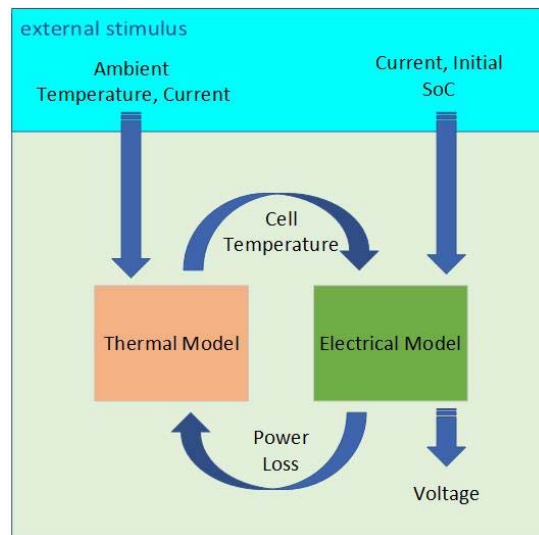 external stimulus
Ambient
Temperature, Current
Current, Initial
SoC
Cell
Temperature
Thermal Model
Electrical Model
Power
Loss
Voltage